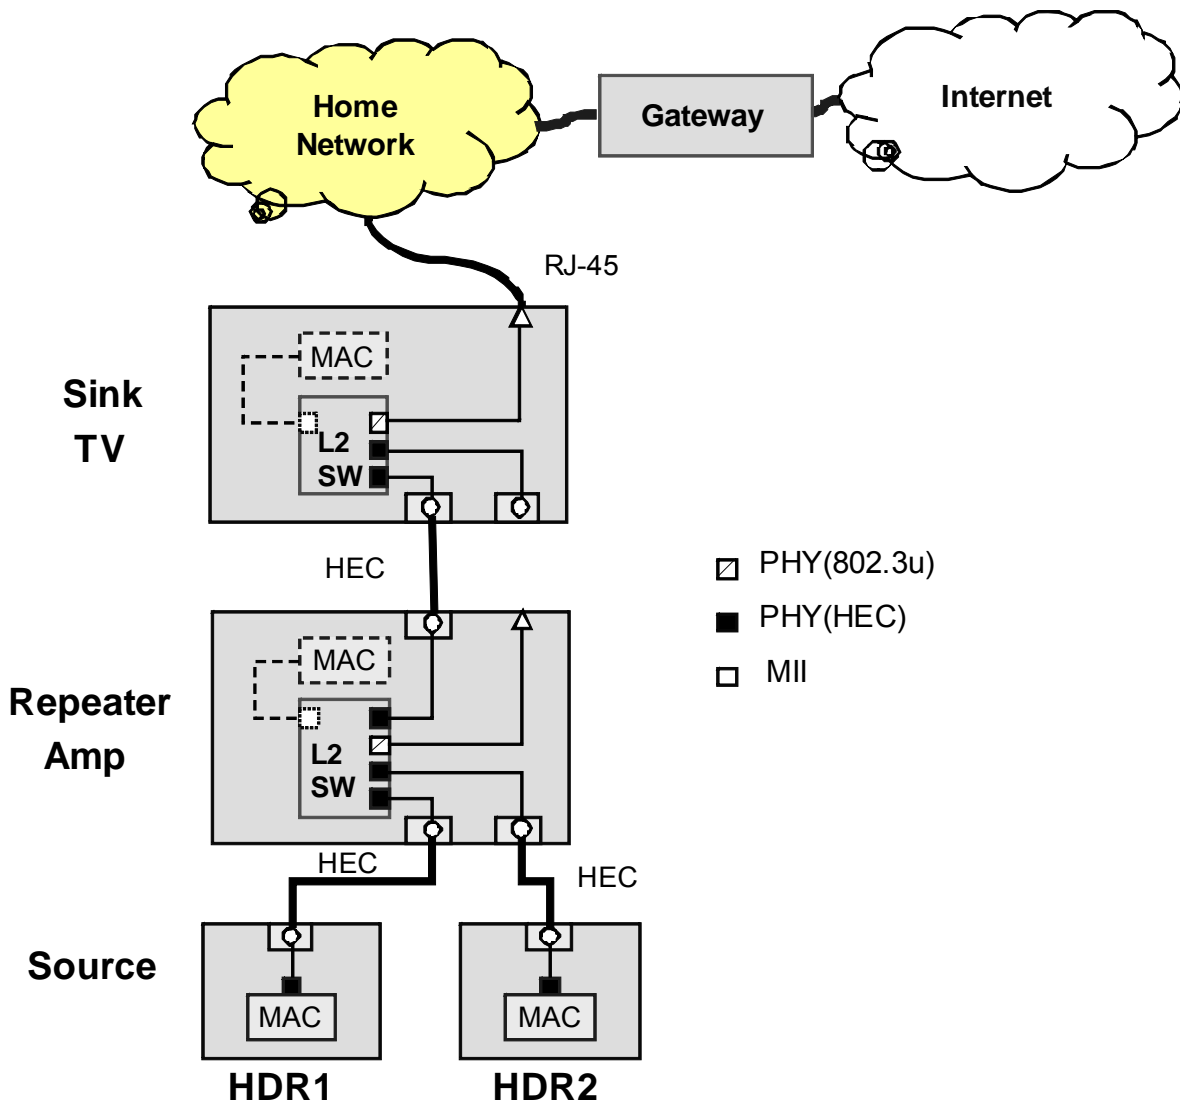 Home
Network
Gateway
Internet
RJ-45
MAC
Sink
TV
L2
SW
HEC
PHY(802.3u)
PHY(HEC)
MII
MAC
Repeater
Amp
L2
SW
HEC
HEC
Source
MAC
MAC
HDR1
HDR2